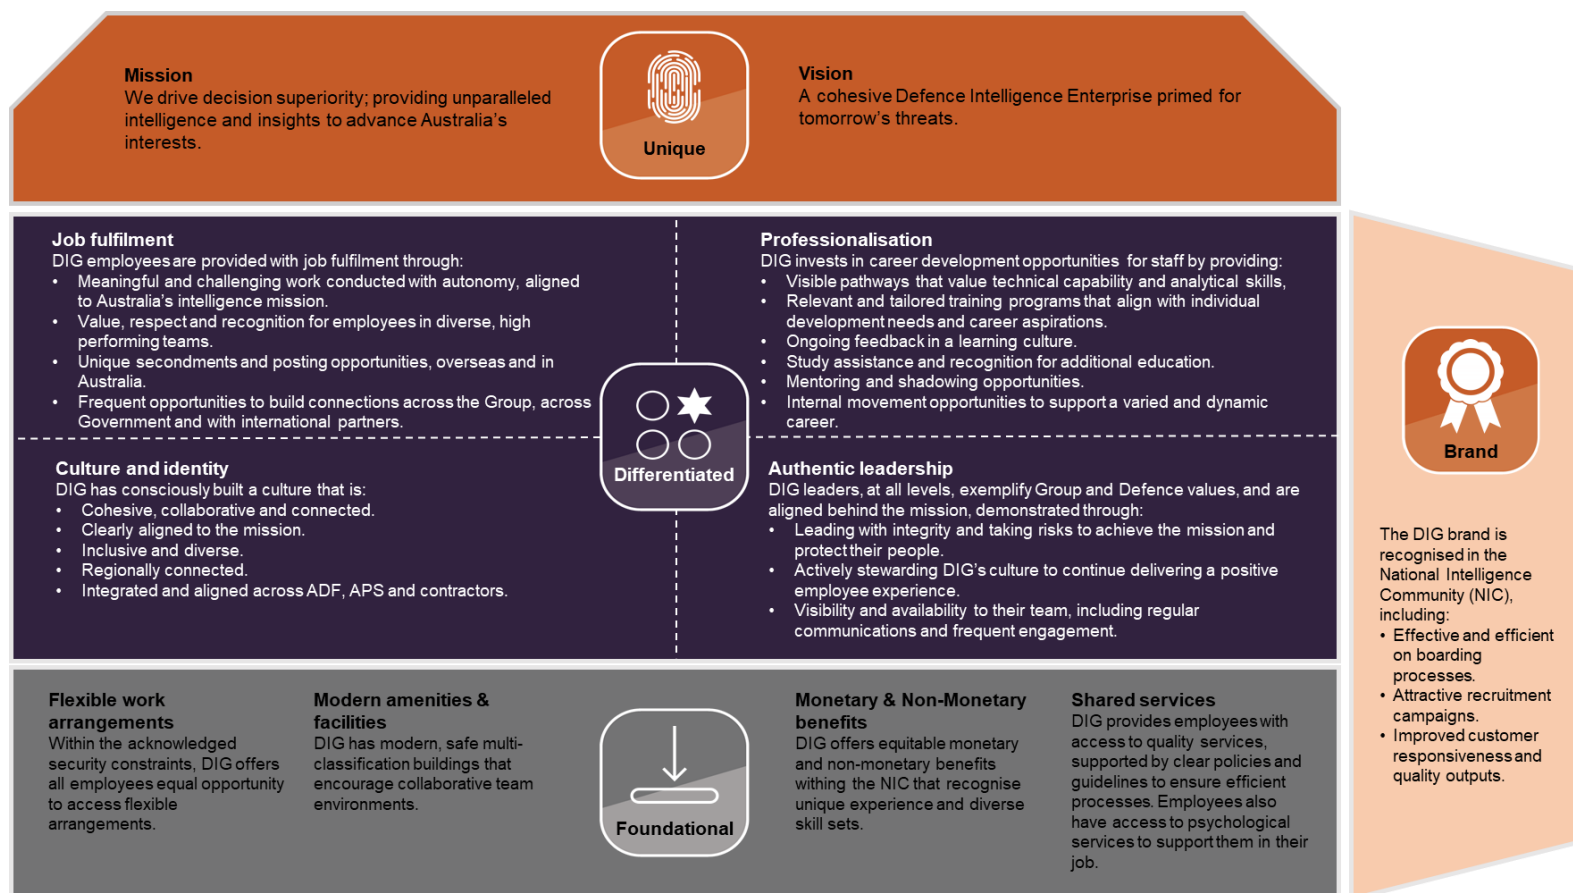 Mission
We drive decision superiority; providing unparalleled
intelligence and insights to advance Australia's
interests.
Unique
Vision
A cohesive Defence Intelligence Enterprise primed for
tomorrow's threats.
Job fulfilment
DIG employees are provided with job fulfilment through:
• Meaningful and challenging work conducted with autonomy, aligned
to Australia's intelligence mission.
• Value, respect and recognition for employees in diverse, high
performing teams.
• Unique secondments and posting opportunities, overseas and in
Australia.
• Frequent opportunities to build connections across the Group, across
Government and with international partners.
Professionalisation
DIG invests in career development opportunities for staff by providing:
• Visible pathways that value technical capability and analytical skills,
• Relevant and tailored training programs that align with individual
development needs and career aspirations.
• Ongoing feedback in a learning culture.
• Study assistance and recognition for additional education.
• Mentoring and shadowing opportunities.
• Internal movement opportunities to support a varied and dynamic
career.
Differentiated
Culture and identity
DIG has consciously built a culture that is:
• Cohesive, collaborative and connected.
• Clearly aligned to the mission.
• Inclusive and diverse.
• Regionally connected.
• Integrated and aligned across ADF, APS and contractors.
Authentic leadership
DIG leaders, at all levels, exemplify Group and Defence values, and are
aligned behind the mission, demonstrated through:
• Leading with integrity and taking risks to achieve the mission and
protect their people.
• Actively stewarding DIG's culture to continue delivering a positive
employee experience.
• Visibility and availability to their team, including regular
communications and frequent engagement.
Flexible work
arrangements
Within the acknowledged
security constraints, DIG offers
all employees equal opportunity
to access flexible
arrangements.
Modern amenities &
facilities
DIG has modern, safe multi-
classification buildings that
encourage collaborative team
environments.
Foundational
Monetary & Non-Monetary
benefits
DIG offers equitable monetary
and non-monetary benefits
withing the NIC that recognise
unique experience and diverse
skill sets.
Shared services
DIG provides employees with
access to quality services,
supported by clear policies and
guidelines to ensure efficient
processes. Employees also
have access to psychological
services to support them in their
job.
Brand
The DIG brand is
recognised in the
National Intelligence
Community (NIC),
including:
• Effective and efficient
on boarding
processes.
• Attractive recruitment
campaigns.
• Improved customer
responsiveness and
quality outputs.